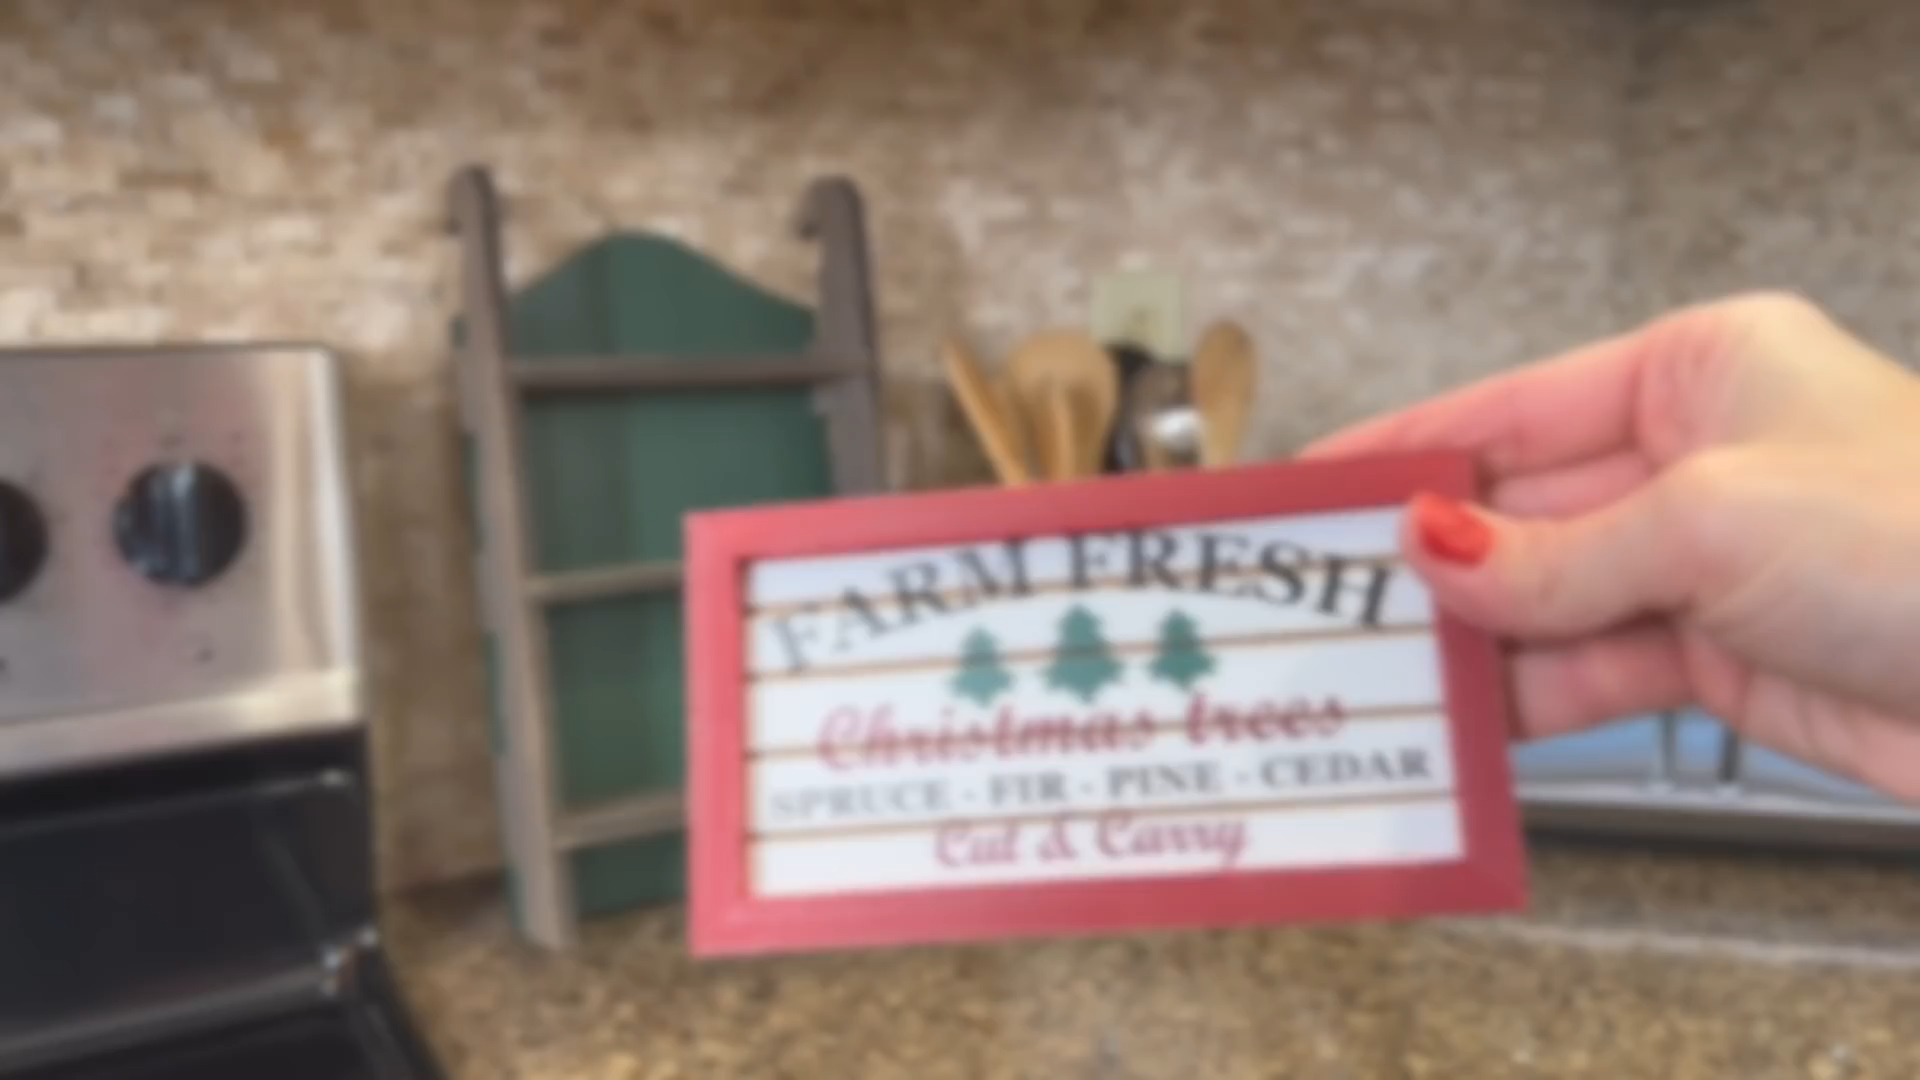 FARM FRESH
Christmas trees
SPRUCE - FIR - PINE - CEDAR
Cut & Carry